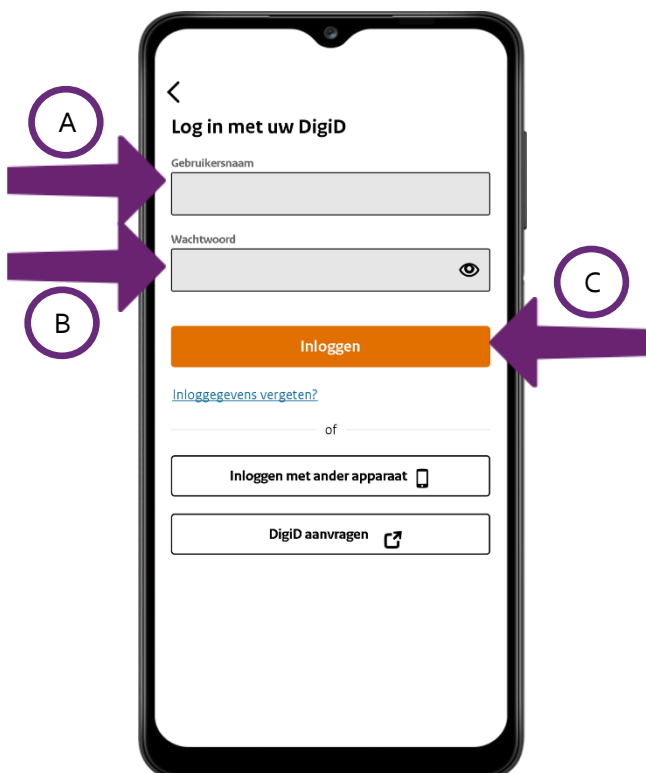 A
Log in met uw DigiD
Gebruikersnaam
Wachtwoord
B
C
Inloggen
Inloggegevens vergeten?
of
Inloggen met ander apparaat
DigiD aanvragen